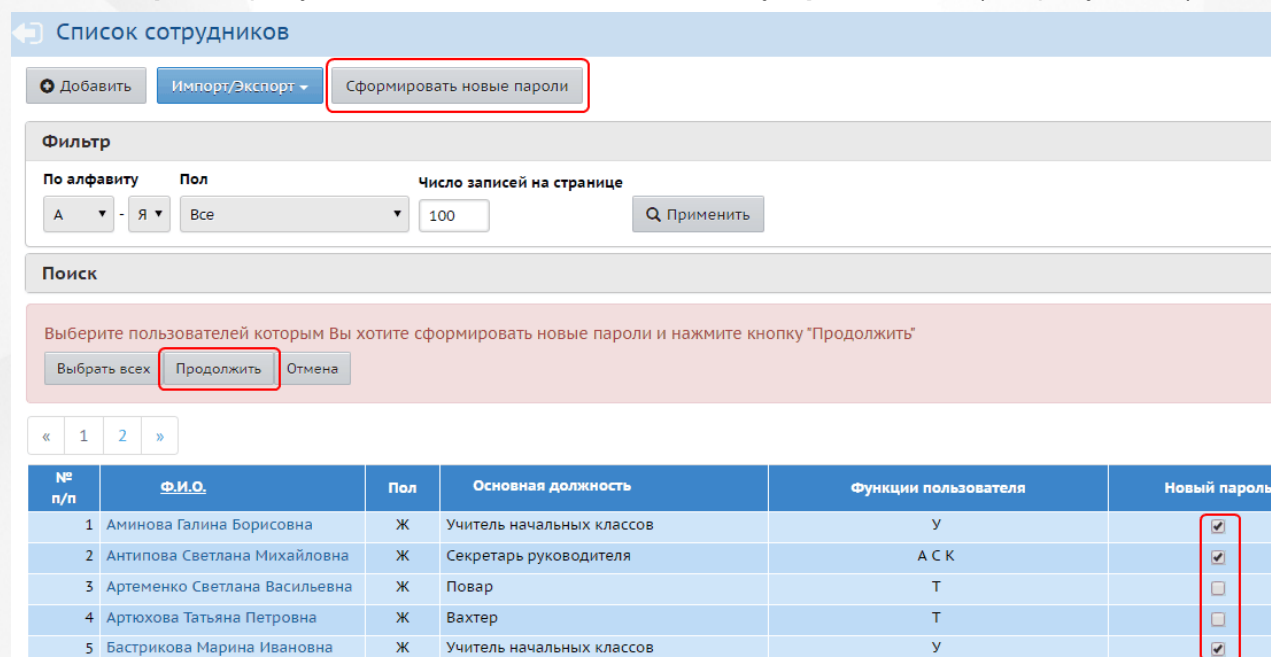 Список сотрудников
Добавить Импорт/Экспорт Сформировать новые пароли
Фильтр
По алфавиту Пол Число записей на странице
А - Я Все 100 Применить
Поиск
Выберите пользователей которым Вы хотите сформировать новые пароли и нажмите кнопку "Продолжить"
Выбрать всех Продолжить Отмена
« 1 2 »
№ п/п Ф.И.О. Пол Основная должность Функции пользователя Новый пароль
1 Аминова Галина Борисовна Ж Учитель начальных классов У
2 Антипова Светлана Михайловна Ж Секретарь руководителя А С К
3 Артеменко Светлана Васильевна Ж Повар Т
4 Артюхова Татьяна Петровна Ж Вахтер Т
5 Бастрикова Марина Ивановна Ж Учитель начальных классов У